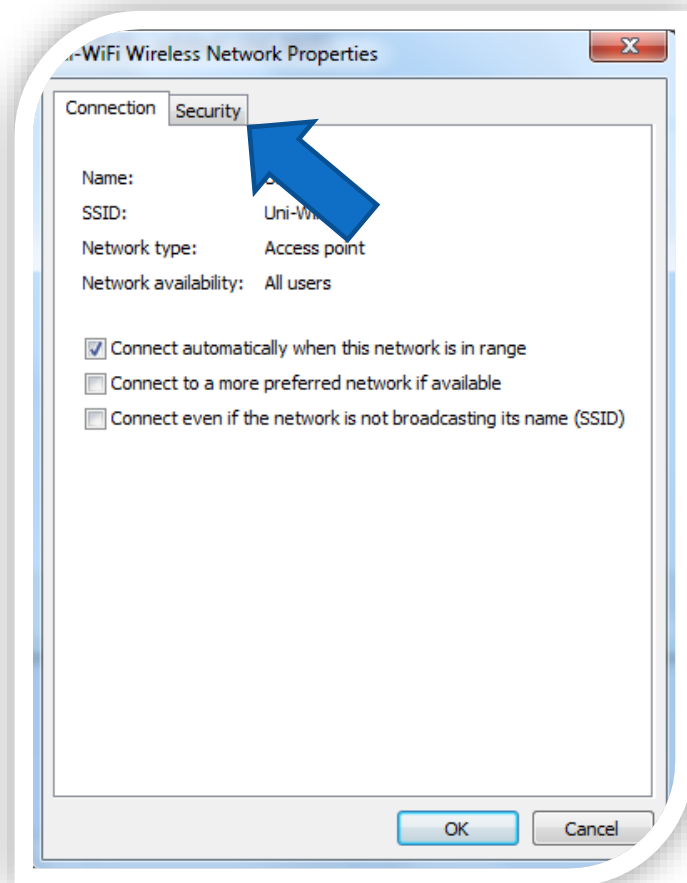 -WiFi Wireless Network Properties
Connection Security
Name:
SSID:
Network type: Access point
Network availability: All users
Connect automatically when this network is in range
Connect to a more preferred network if available
Connect even if the network is not broadcasting its name (SSID)
OK Cancel